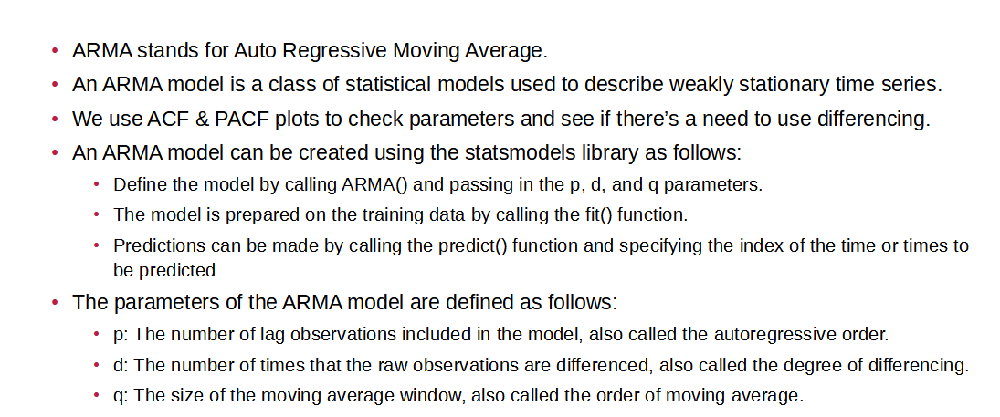 • ARMA stands for Auto Regressive Moving Average.
• An ARMA model is a class of statistical models used to describe weakly stationary time series.
• We use ACF & PACF plots to check parameters and see if there’s a need to use differencing.
• An ARMA model can be created using the statsmodels library as follows:
• Define the model by calling ARMA() and passing in the p, d, and q parameters.
• The model is prepared on the training data by calling the fit() function.
• Predictions can be made by calling the predict() function and specifying the index of the time or times to
be predicted
• The parameters of the ARMA model are defined as follows:
• p: The number of lag observations included in the model, also called the autoregressive order.
• d: The number of times that the raw observations are differenced, also called the degree of differencing.
• q: The size of the moving average window, also called the order of moving average.